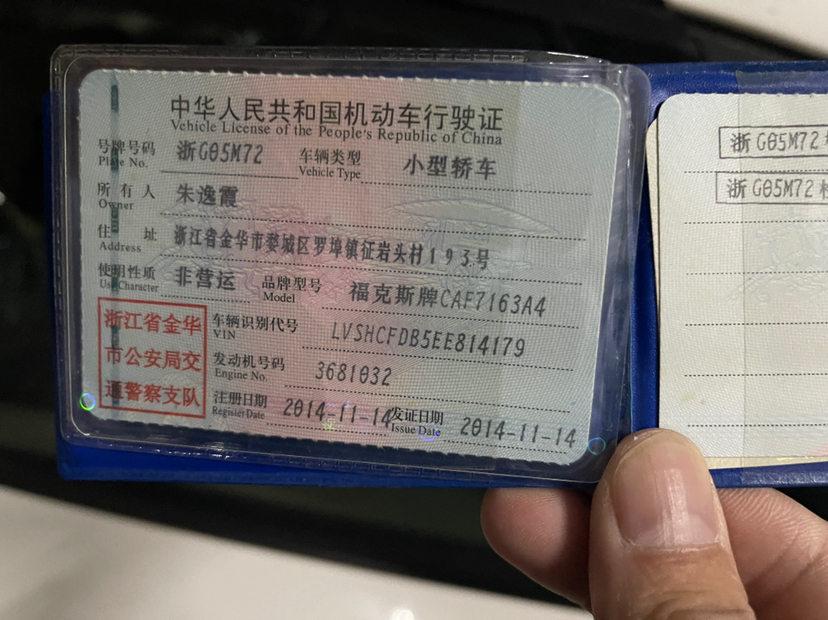 中华人民共和国机动车行驶证
Vehicle License of the People's Republic of China
号牌号码 浙G05M72 车辆类型 小型轿车
Plate No. Vehicle Type
所有人 朱逸霞
Owner
住址 浙江省金华市婺城区罗埠镇征岩头村193号
Address
使用性质 非营运 品牌型号 福克斯牌CAF7163A4
Use Character Model
浙江省金华
市公安局交
通警察支队
车辆识别代号 LVSHCFDB5EE814179
VIN
发动机号码 3681032
Engine No.
注册日期 2014-11-14 发证日期 2014-11-14
Register Date Issue Date
浙G05M72
浙G05M72